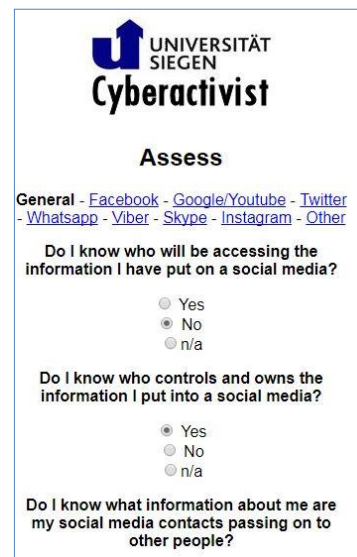 UNIVERSITÄT
SIEGEN
Cyberactivist
Assess
General - Facebook - Google/Youtube - Twitter
- Whatsapp - Viber - Skype - Instagram - Other
Do I know who will be accessing the
information I have put on a social media?
Yes
No
n/a
Do I know who controls and owns the
information I put into a social media?
Yes
No
n/a
Do I know what information about me are
my social media contacts passing on to
other people?